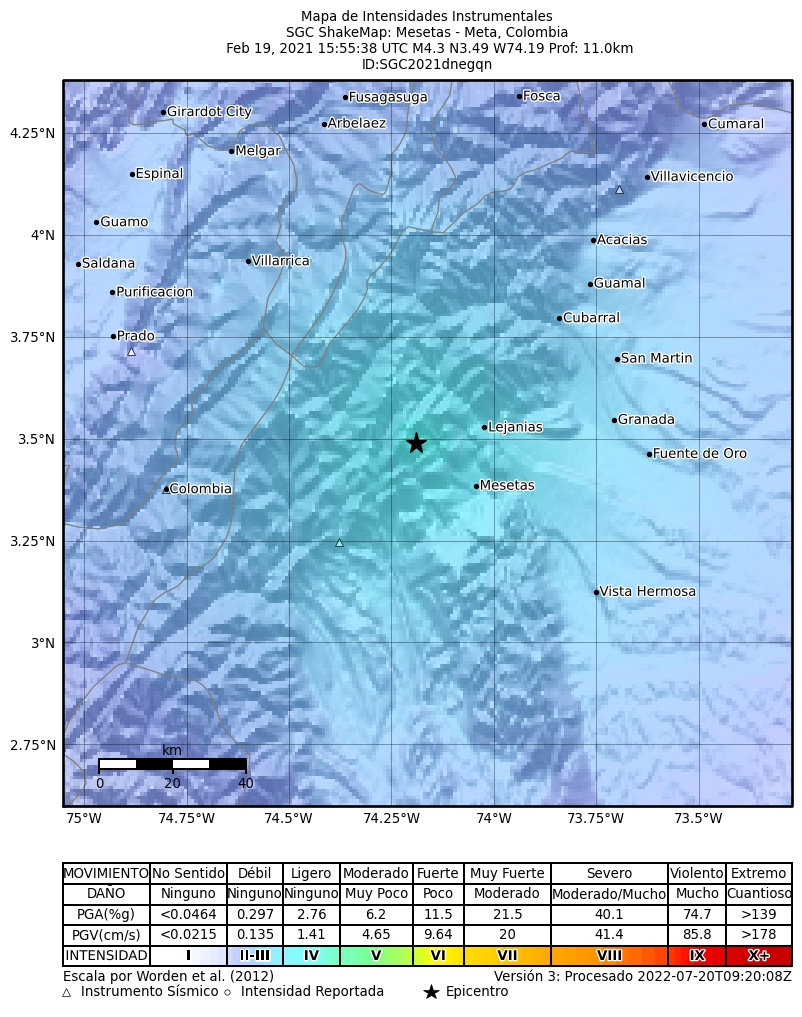 Mapa de Intensidades Instrumentales
SGC ShakeMap: Mesetas - Meta, Colombia
Feb 19, 2021 15:55:38 UTC M4.3 N3.49 W74.19 Prof: 11.0km
ID:SGC2021dnegqn
Fusagasuga
Fosca
Girardot City
Arbelaez
Cumaral
4.25°N
Melgar
Espinal
Villavicencio
Guamo
4°N
Acacias
Saldana
Villarrica
Guamal
Purificacion
Cubarral
3.75°N
Prado
San Martin
Granada
Lejanias
3.5°N
Fuente de Oro
Colombia
Mesetas
3.25°N
Vista Hermosa
3°N
2.75°N
km
0 20 40
75°W 74.75°W 74.5°W 74.25°W 74°W 73.75°W 73.5°W
MOVIMIENTO No Sentido Débil Ligero Moderado Fuerte Muy Fuerte Severo Violento Extremo
DAÑO Ninguno Ninguno Ninguno Muy Poco Poco Moderado Moderado/Mucho Mucho Cuantioso
PGA(%g) <0.0464 0.297 2.76 6.2 11.5 21.5 40.1 74.7 >139
PGV(cm/s) <0.0215 0.135 1.41 4.65 9.64 20 41.4 85.8 >178
INTENSIDAD I II-III IV V VI VII VIII IX X+
Escala por Worden et al. (2012) Versión 3: Procesado 2022-07-20T09:20:08Z
Instrumento Sísmico Intensidad Reportada Epicentro